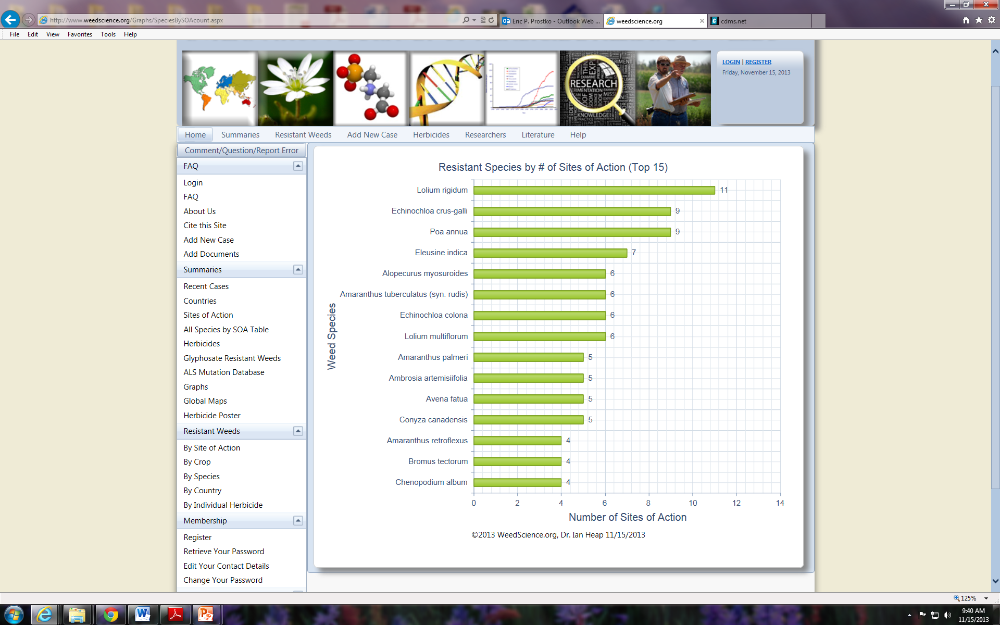 http://www.weedscience.org/Graphs/SpeciesBySOAcount.aspx
Eric P. Prostko - Outlook Web ...
weedscience.org
cdms.net
File Edit View Favorites Tools Help
RESEARCH
KNOWLEDGE
LOGIN | REGISTER
Friday, November 15, 2013
Home Summaries Resistant Weeds Add New Case Herbicides Researchers Literature Help
Comment/Question/Report Error
FAQ
Login
FAQ
About Us
Cite this Site
Add New Case
Add Documents
Summaries
Recent Cases
Countries
Sites of Action
All Species by SOA Table
Herbicides
Glyphosate Resistant Weeds
ALS Mutation Database
Graphs
Global Maps
Herbicide Poster
Resistant Weeds
By Site of Action
By Crop
By Species
By Country
By Individual Herbicide
Membership
Register
Retrieve Your Password
Edit Your Contact Details
Change Your Password
Resistant Species by # of Sites of Action (Top 15)
Weed Species
Lolium rigidum 11
Echinochloa crus-galli 9
Poa annua 9
Eleusine indica 7
Alopecurus myosuroides 6
Amaranthus tuberculatus (syn. rudis) 6
Echinochloa colona 6
Lolium multiflorum 6
Amaranthus palmeri 5
Ambrosia artemisiifolia 5
Avena fatua 5
Conyza canadensis 5
Amaranthus retroflexus 4
Bromus tectorum 4
Chenopodium album 4
0 2 4 6 8 10 12 14
Number of Sites of Action
©2013 WeedScience.org, Dr. Ian Heap 11/15/2013
125%
9:40 AM
11/15/2013